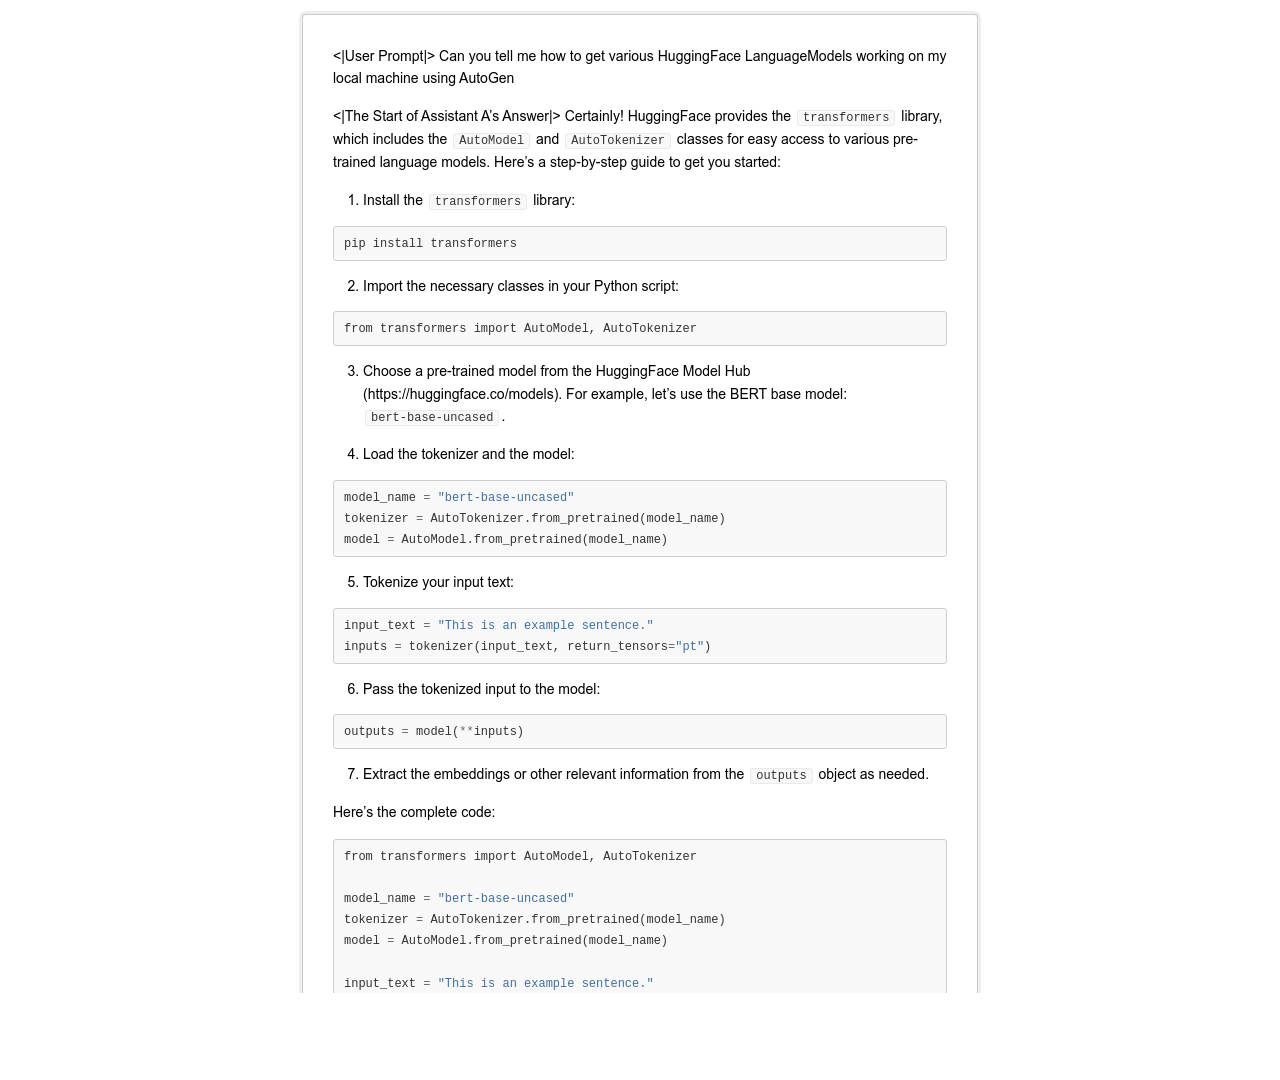 <|User Prompt|> Can you tell me how to get various HuggingFace LanguageModels working on my
local machine using AutoGen
<|The Start of Assistant A’s Answer|> Certainly! HuggingFace provides the transformers library,
which includes the AutoModel and AutoTokenizer classes for easy access to various pre-
trained language models. Here’s a step-by-step guide to get you started:
1. Install the transformers library:
pip install transformers
2. Import the necessary classes in your Python script:
from transformers import AutoModel, AutoTokenizer
3. Choose a pre-trained model from the HuggingFace Model Hub
(https://huggingface.co/models). For example, let’s use the BERT base model:
bert-base-uncased.
4. Load the tokenizer and the model:
model_name = "bert-base-uncased"
tokenizer = AutoTokenizer.from_pretrained(model_name)
model = AutoModel.from_pretrained(model_name)
5. Tokenize your input text:
input_text = "This is an example sentence."
inputs = tokenizer(input_text, return_tensors="pt")
6. Pass the tokenized input to the model:
outputs = model(**inputs)
7. Extract the embeddings or other relevant information from the outputs object as needed.
Here’s the complete code:
from transformers import AutoModel, AutoTokenizer
model_name = "bert-base-uncased"
tokenizer = AutoTokenizer.from_pretrained(model_name)
model = AutoModel.from_pretrained(model_name)
input_text = "This is an example sentence."